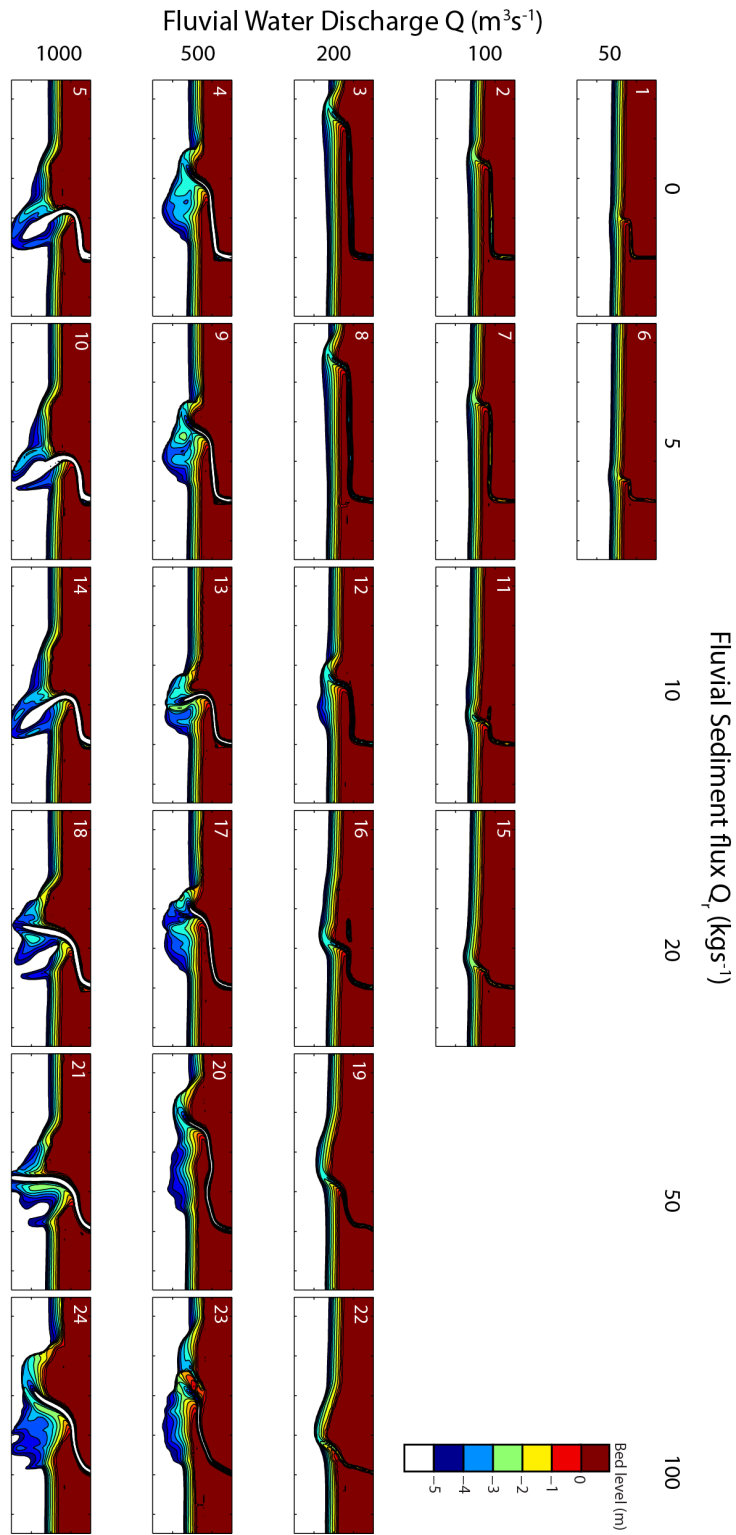 Fluvial Water Discharge Q (m³s⁻¹)
1000 500 200 100 50
Fluvial Sediment flux Qᵣ (kgs⁻¹)
0
5 4 3 2 1
5
10 9 8 7 6
10
14 13 12 11
20
18 17 16 15
50
21 20 19
100
24 23 22
Bed level (m)
0
−1
−2
−3
−4
−5